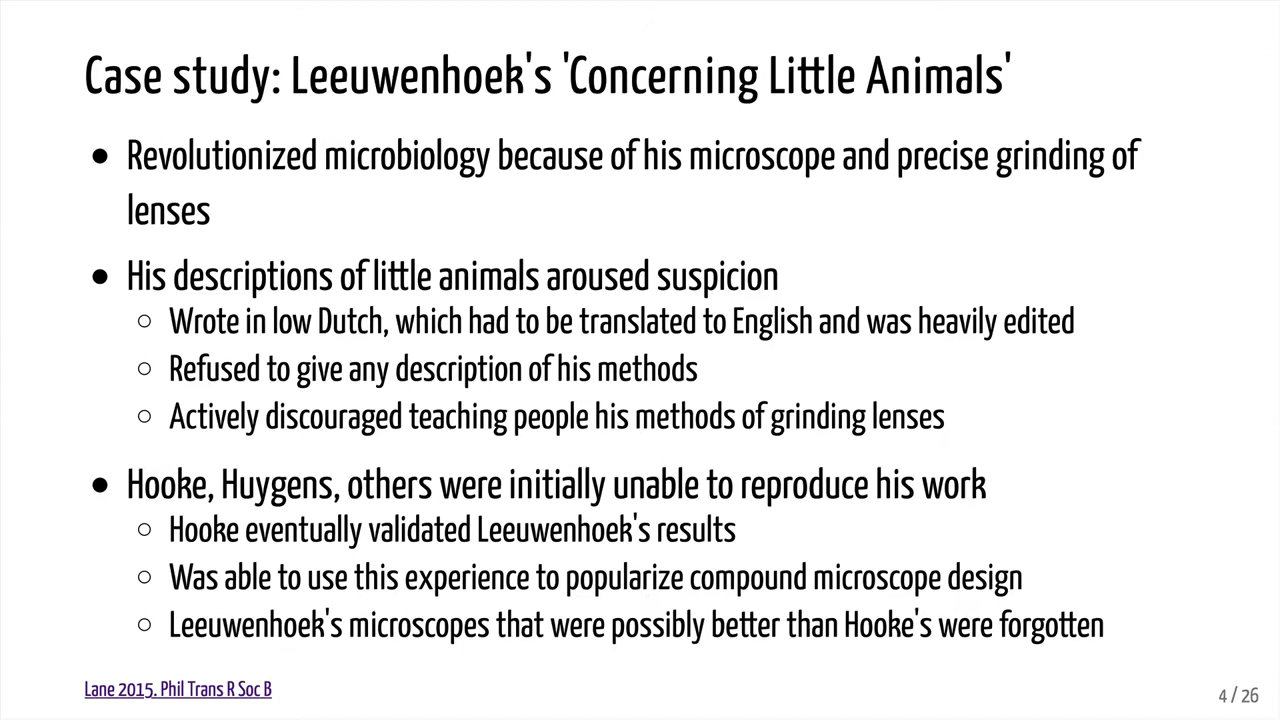 Case study: Leeuwenhoek's 'Concerning Little Animals'
• Revolutionized microbiology because of his microscope and precise grinding of
lenses
• His descriptions of little animals aroused suspicion
○ Wrote in low Dutch, which had to be translated to English and was heavily edited
○ Refused to give any description of his methods
○ Actively discouraged teaching people his methods of grinding lenses
• Hooke, Huygens, others were initially unable to reproduce his work
○ Hooke eventually validated Leeuwenhoek's results
○ Was able to use this experience to popularize compound microscope design
○ Leeuwenhoek's microscopes that were possibly better than Hooke's were forgotten
Lane 2015. Phil Trans R Soc B
4 / 26